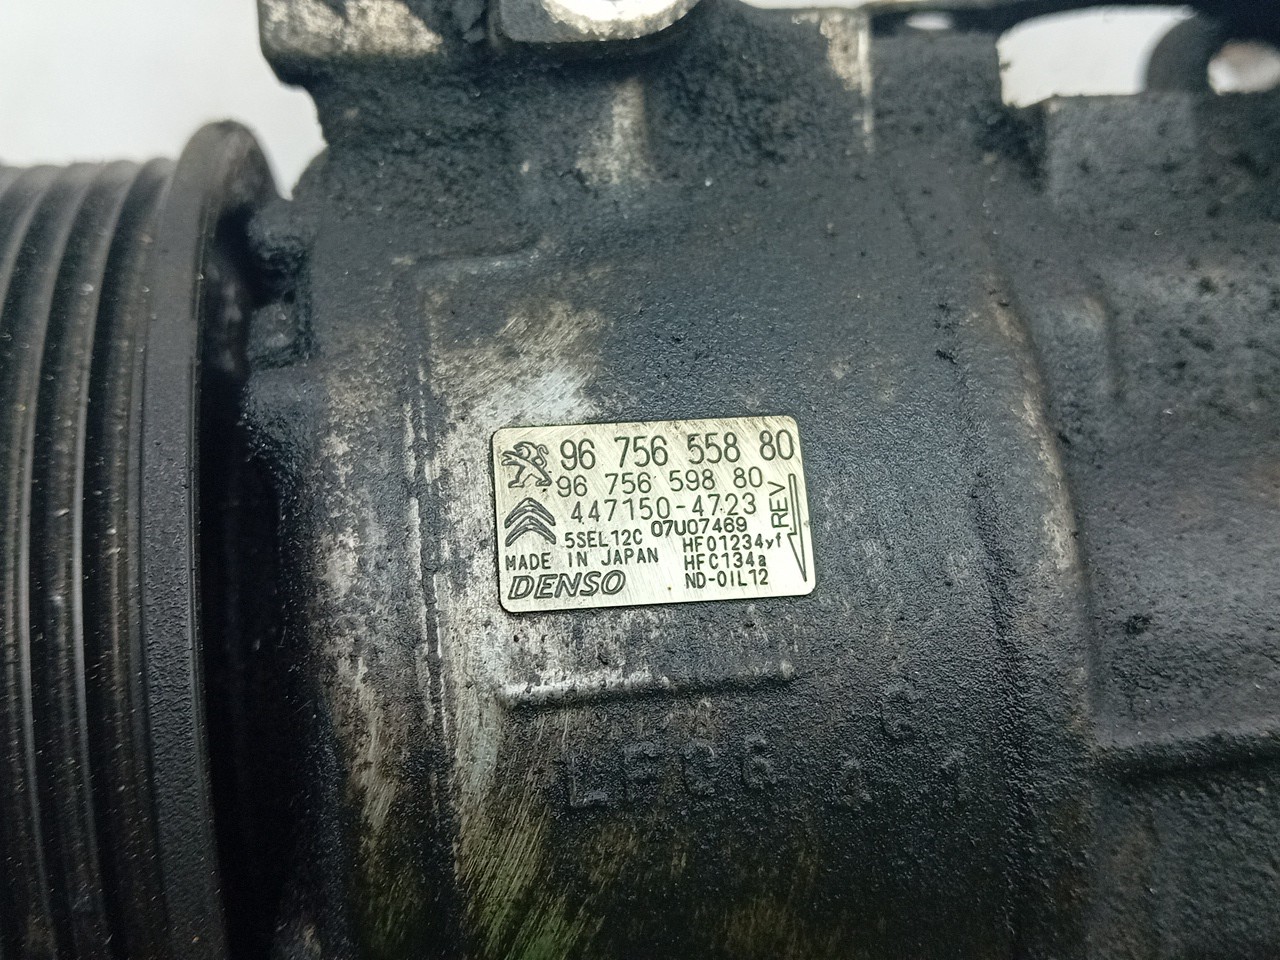 96 756 558 80
96 756 598 80
447150-4723
5SEL12C 07U07469
MADE IN JAPAN HFO1234yf
HFC134a
DENSO ND-OIL12
REV